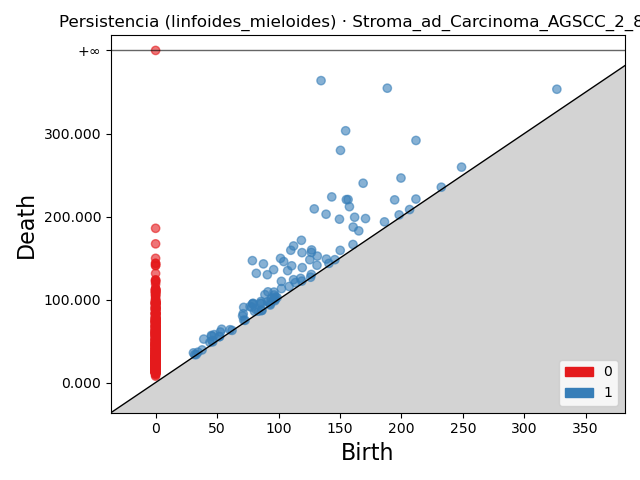 Persistencia (linfoides_mieloides) · Stroma_ad_Carcinoma_AGSCC_2_8
+∞
300.000
200.000
100.000
0.000
Death
0
1
0 50 100 150 200 250 300 350
Birth